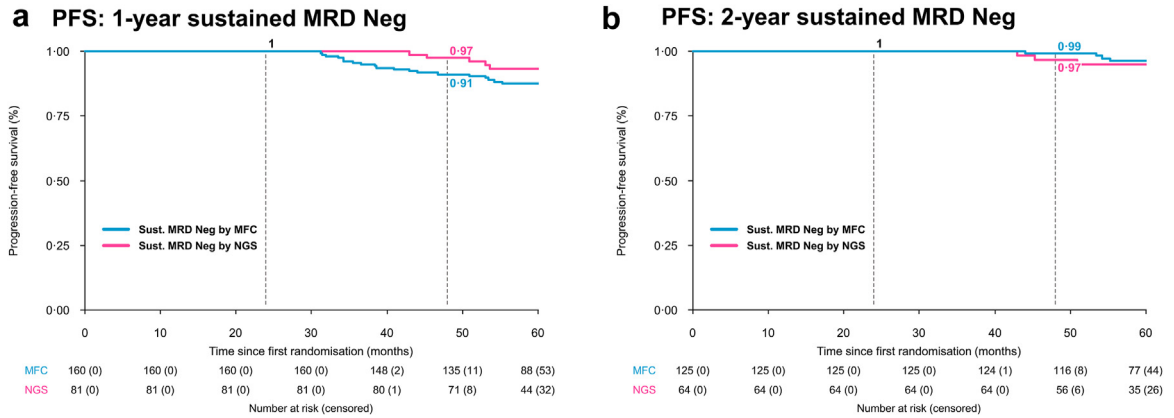 a PFS: 1-year sustained MRD Neg
1
1·00
0·97
0·91
0·75
0·50
0·25
0·00
Progression-free survival (%)
Sust. MRD Neg by MFC
Sust. MRD Neg by NGS
0 10 20 30 40 50 60
Time since first randomisation (months)
MFC 160 (0) 160 (0) 160 (0) 160 (0) 148 (2) 135 (11) 88 (53)
NGS 81 (0) 81 (0) 81 (0) 81 (0) 80 (1) 71 (8) 44 (32)
Number at risk (censored)
b PFS: 2-year sustained MRD Neg
1
0·99
1·00
0·97
0·75
0·50
0·25
0·00
Progression-free survival (%)
Sust. MRD Neg by MFC
Sust. MRD Neg by NGS
0 10 20 30 40 50 60
Time since first randomisation (months)
MFC 125 (0) 125 (0) 125 (0) 125 (0) 124 (1) 116 (8) 77 (44)
NGS 64 (0) 64 (0) 64 (0) 64 (0) 64 (0) 56 (6) 35 (26)
Number at risk (censored)